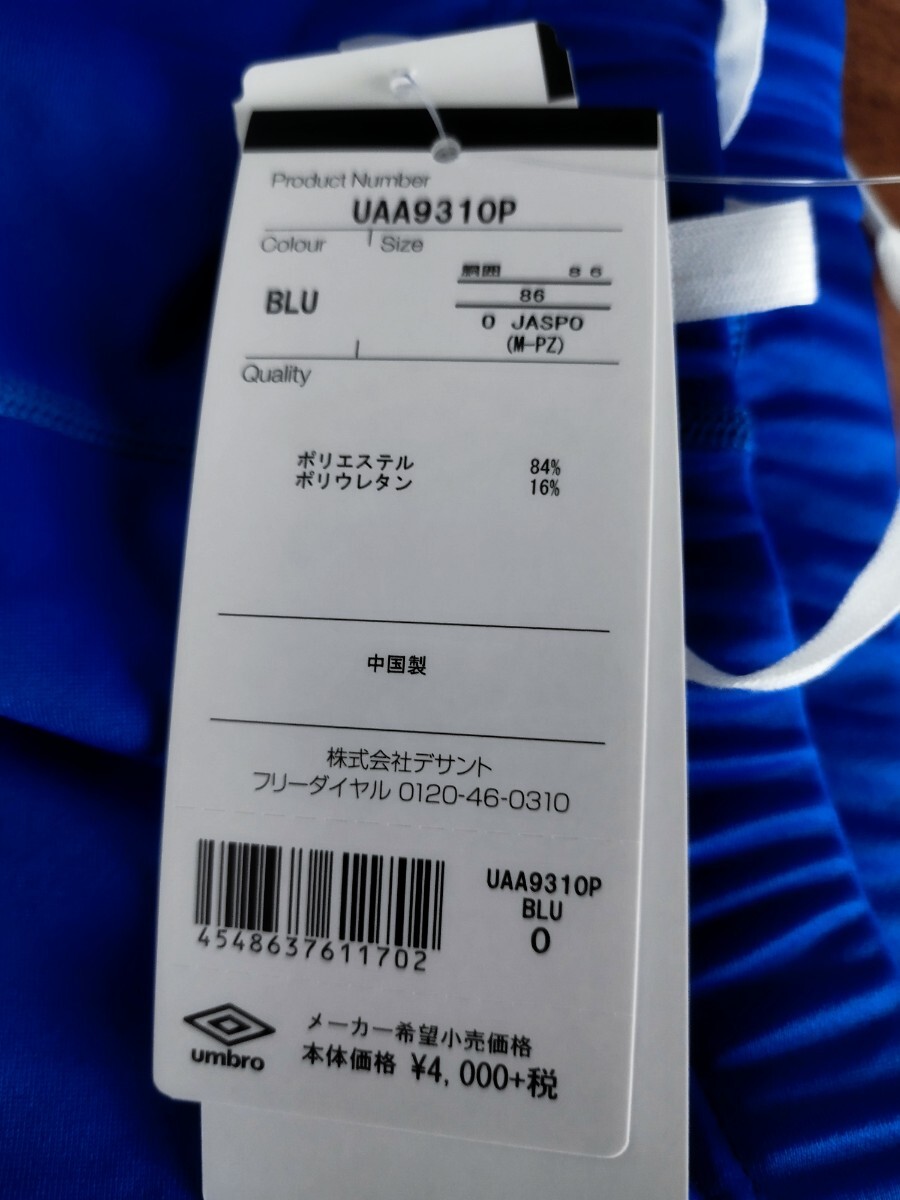 Product Number
UAA9310P
Colour Size
胴囲 86
BLU
86
O JASPO
(M-PZ)
Quality
ポリエステル 84%
ポリウレタン 16%
中国製
株式会社デサント
フリーダイヤル 0120-46-0310
UAA9310P
BLU
O
4548637611702
umbro
メーカー希望小売価格
本体価格 ¥4,000+税